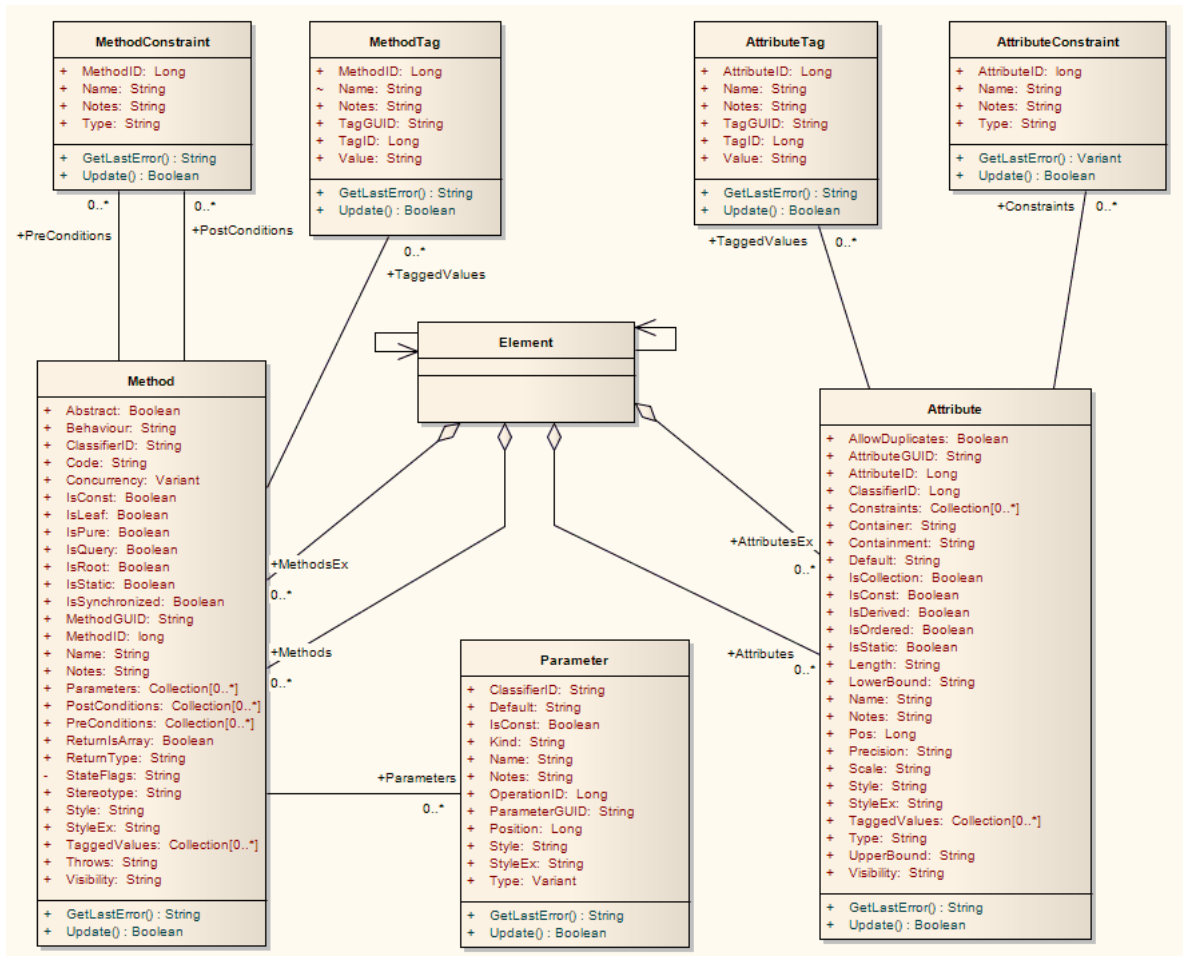 MethodConstraint
+ MethodID: Long
+ Name: String
+ Notes: String
+ Type: String
+ GetLastError() : String
+ Update() : Boolean
MethodTag
+ MethodID: Long
~ Name: String
+ Notes: String
+ TagGUID: String
+ TagID: Long
+ Value: String
+ GetLastError() : String
+ Update() : Boolean
AttributeTag
+ AttributeID: Long
+ Name: String
+ Notes: String
+ TagGUID: String
+ TagID: Long
+ Value: String
+ GetLastError() : String
+ Update() : Boolean
AttributeConstraint
+ AttributeID: long
+ Name: String
+ Notes: String
+ Type: String
+ GetLastError() : Variant
+ Update() : Boolean
0..*
+PreConditions
0..*
+PostConditions
0..*
+TaggedValues
+TaggedValues
0..*
+Constraints
0..*
Element
Method
+ Abstract: Boolean
+ Behaviour: String
+ ClassifierID: String
+ Code: String
+ Concurrency: Variant
+ IsConst: Boolean
+ IsLeaf: Boolean
+ IsPure: Boolean
+ IsQuery: Boolean
+ IsRoot: Boolean
+ IsStatic: Boolean
+ IsSynchronized: Boolean
+ MethodGUID: String
+ MethodID: long
+ Name: String
+ Notes: String
+ Parameters: Collection[0..*]
+ PostConditions: Collection[0..*]
+ PreConditions: Collection[0..*]
+ ReturnIsArray: Boolean
+ ReturnType: String
- StateFlags: String
+ Stereotype: String
+ Style: String
+ StyleEx: String
+ TaggedValues: Collection[0..*]
+ Throws: String
+ Visibility: String
+ GetLastError() : String
+ Update() : Boolean
+MethodsEx
0..*
+Methods
0..*
+AttributesEx
0..*
+Attributes
0..*
+Parameters
0..*
Parameter
+ ClassifierID: String
+ Default: String
+ IsConst: Boolean
+ Kind: String
+ Name: String
+ Notes: String
+ OperationID: Long
+ ParameterGUID: String
+ Position: Long
+ Style: String
+ StyleEx: String
+ Type: Variant
+ GetLastError() : String
+ Update() : Boolean
Attribute
+ AllowDuplicates: Boolean
+ AttributeGUID: String
+ AttributeID: Long
+ ClassifierID: Long
+ Constraints: Collection[0..*]
+ Container: String
+ Containment: String
+ Default: String
+ IsCollection: Boolean
+ IsConst: Boolean
+ IsDerived: Boolean
+ IsOrdered: Boolean
+ IsStatic: Boolean
+ Length: String
+ LowerBound: String
+ Name: String
+ Notes: String
+ Pos: Long
+ Precision: String
+ Scale: String
+ Style: String
+ StyleEx: String
+ TaggedValues: Collection[0..*]
+ Type: String
+ UpperBound: String
+ Visibility: String
+ GetLastError() : String
+ Update() : Boolean